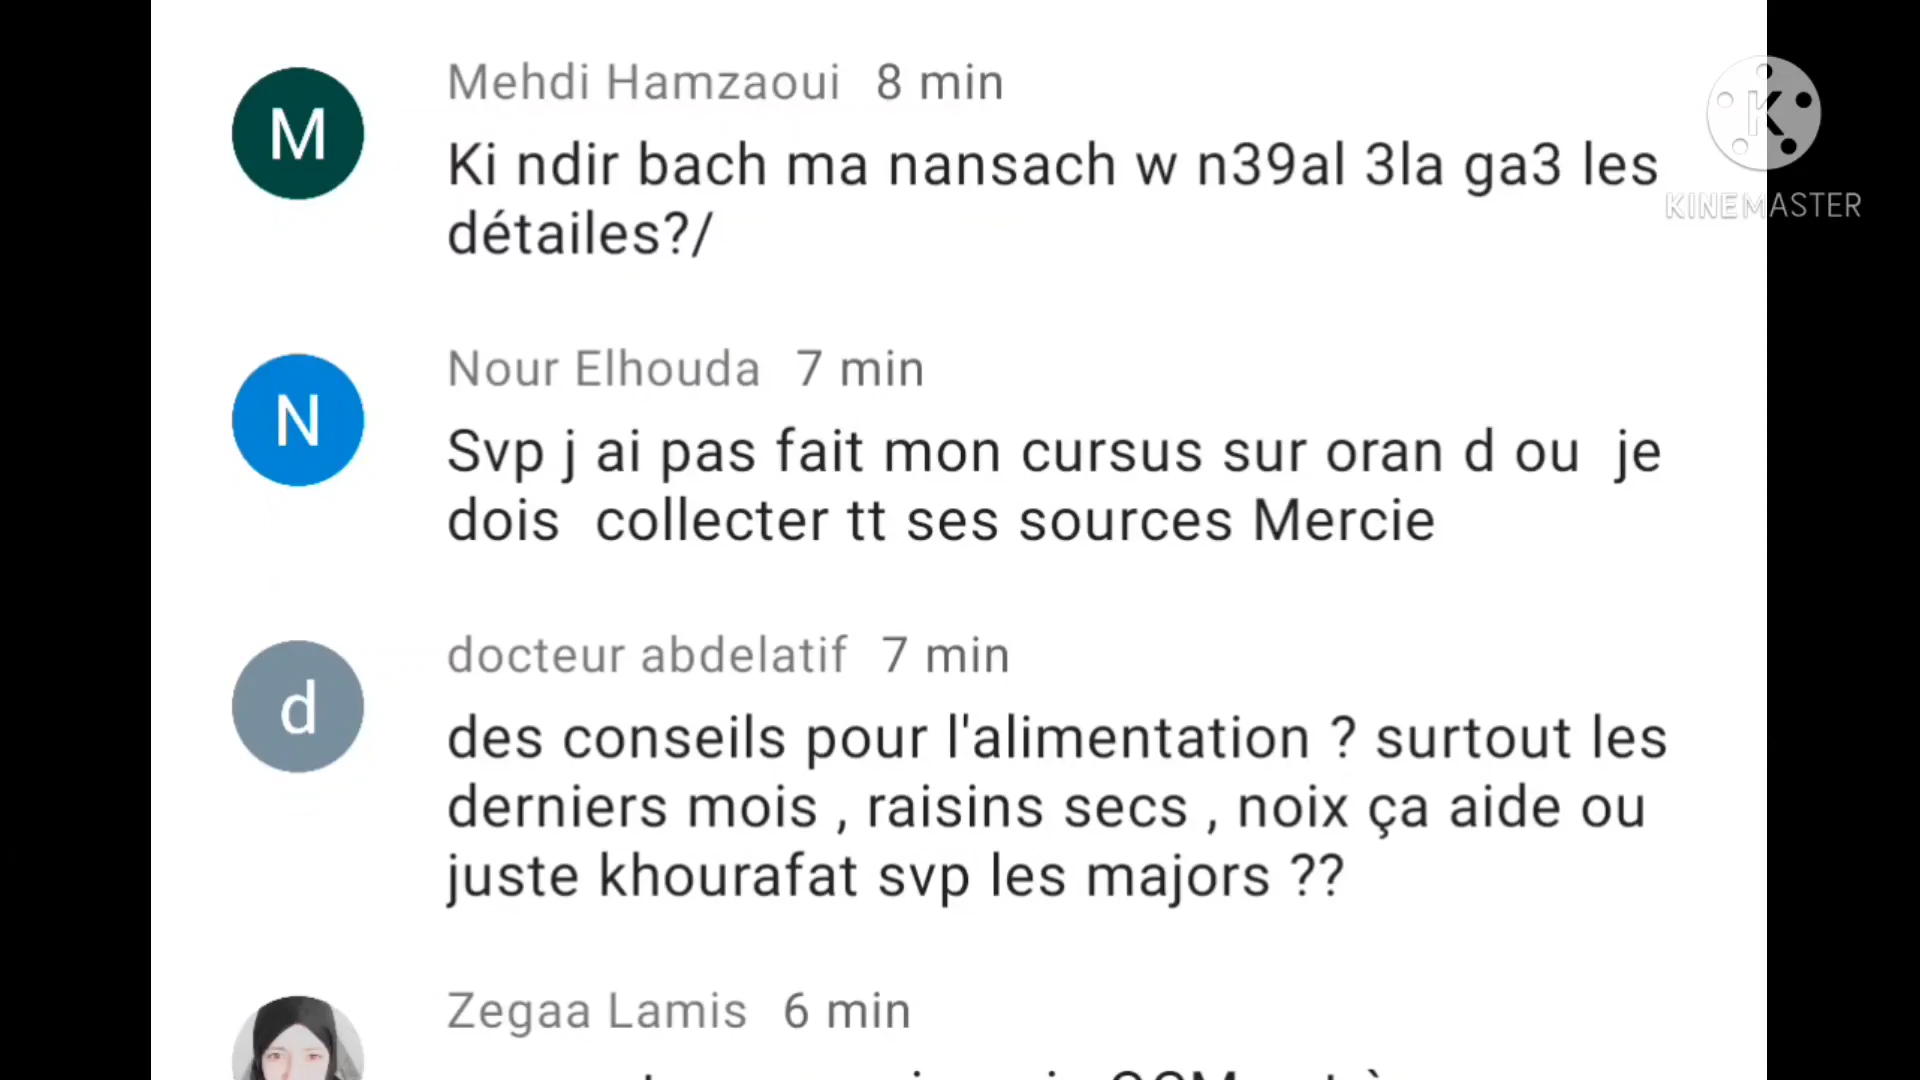 Mehdi Hamzaoui 8 min
M
Ki ndir bach ma nansach w n39al 3la ga3 les
détailes?/
K
KINEMASTER
Nour Elhouda 7 min
N
Svp j ai pas fait mon cursus sur oran d ou je
dois collecter tt ses sources Mercie
docteur abdelatif 7 min
d
des conseils pour l'alimentation ? surtout les
derniers mois , raisins secs , noix ça aide ou
juste khourafat svp les majors ??
Zegaa Lamis 6 min
QCM